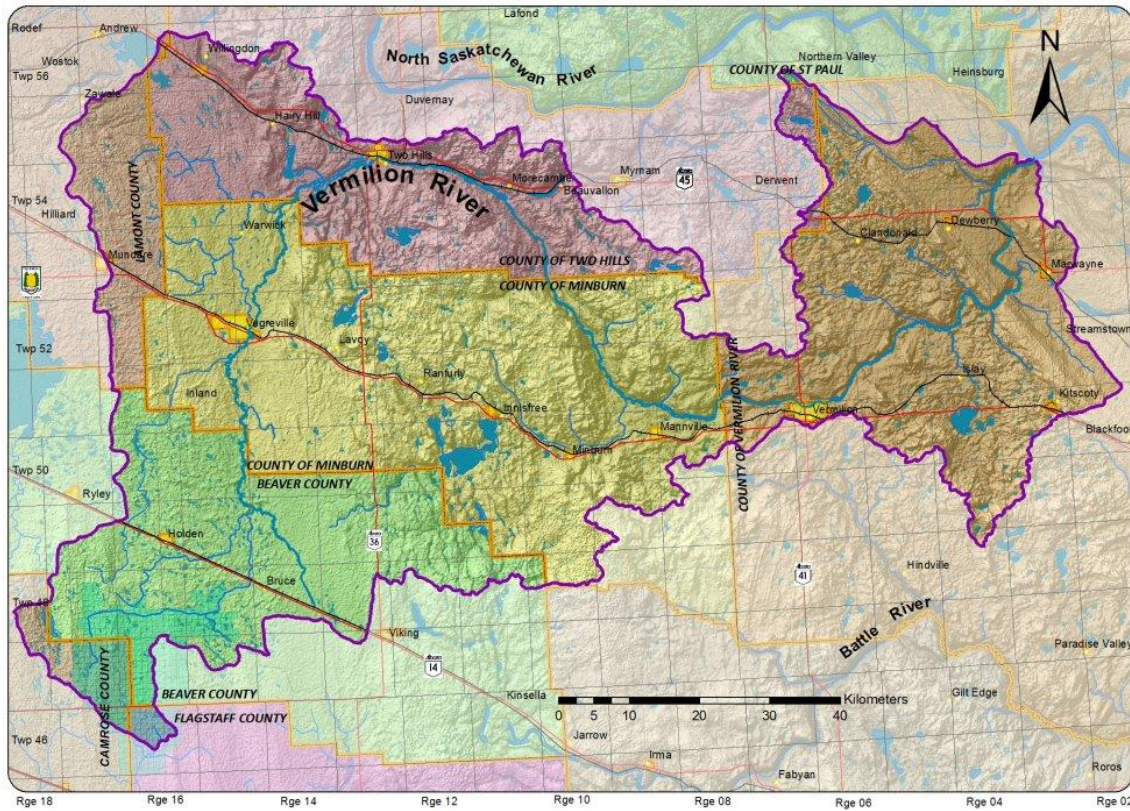 Lafond
Rodef
Andrew
Willingdon
North Saskatchewan River
Northern Valley
N
Wostok
COUNTY OF ST PAUL
Heinsburg
Twp 56
Zawale
Duvernay
Hairy Hill
Two Hills
Morecambe
Myrnam
45
Beauvallon
Derwent
Vermilion River
Twp 54
Hilliard
LAMONT COUNTY
Warwick
Dewberry
Clandonald
Mundare
COUNTY OF TWO HILLS
COUNTY OF MINBURN
Marwayne
Vegreville
Lavoy
Streamstown
Twp 52
Ranfurly
COUNTY OF VERMILION RIVER
Islay
Inland
Innisfree
Vermilion
Kitscoty
Mannville
Blackfoot
Minburn
COUNTY OF MINBURN
BEAVER COUNTY
Twp 50
Ryley
Holden
36
41
Hindville
Bruce
Twp 48
Viking
Battle River
Paradise Valley
14
CAMROSE COUNTY
BEAVER COUNTY
FLAGSTAFF COUNTY
Kinsella
Kilometers
0 5 10 20 30 40
Gilt Edge
Twp 46
Jarrow
Irma
Fabyan
Roros
Rge 18
Rge 16
Rge 14
Rge 12
Rge 10
Rge 08
Rge 06
Rge 04
Rge 02